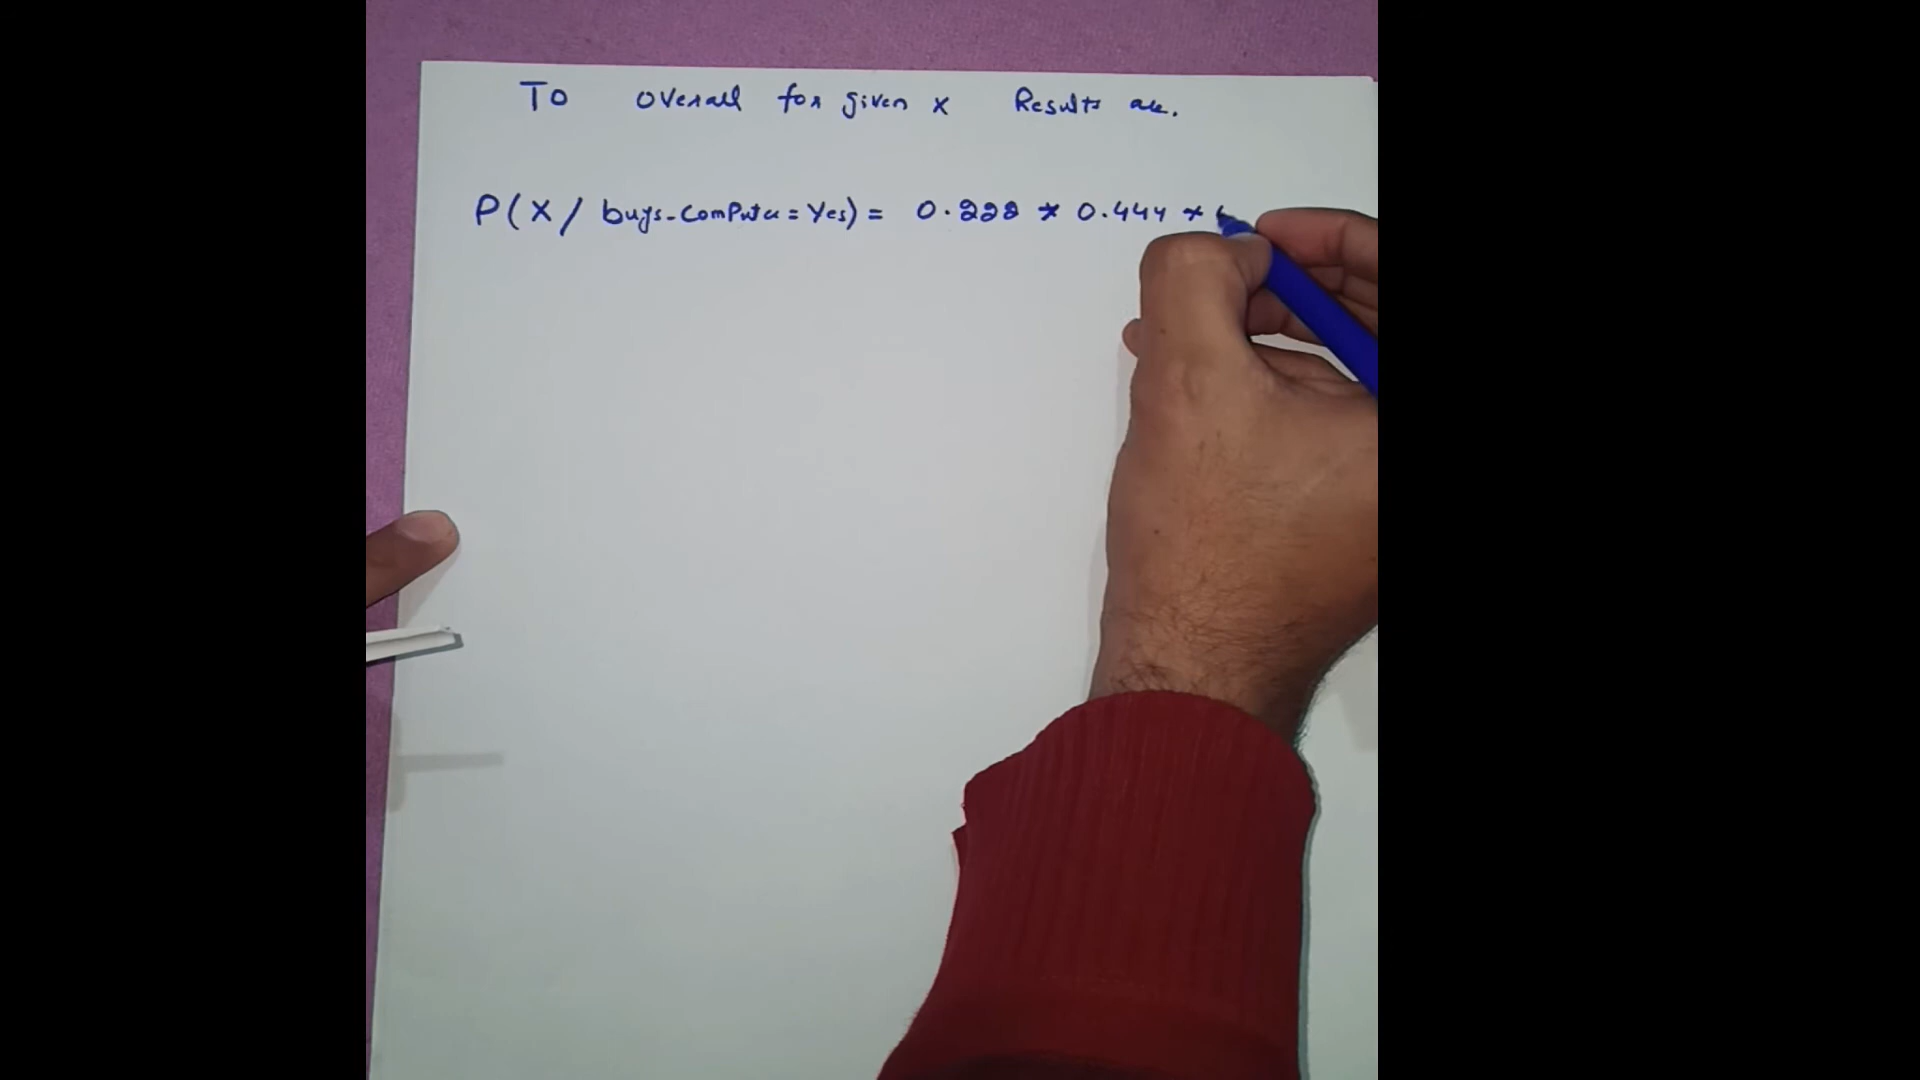 To overall for given x Results are.
P(X/ buys-computer = Yes) = 0.222 * 0.444 *